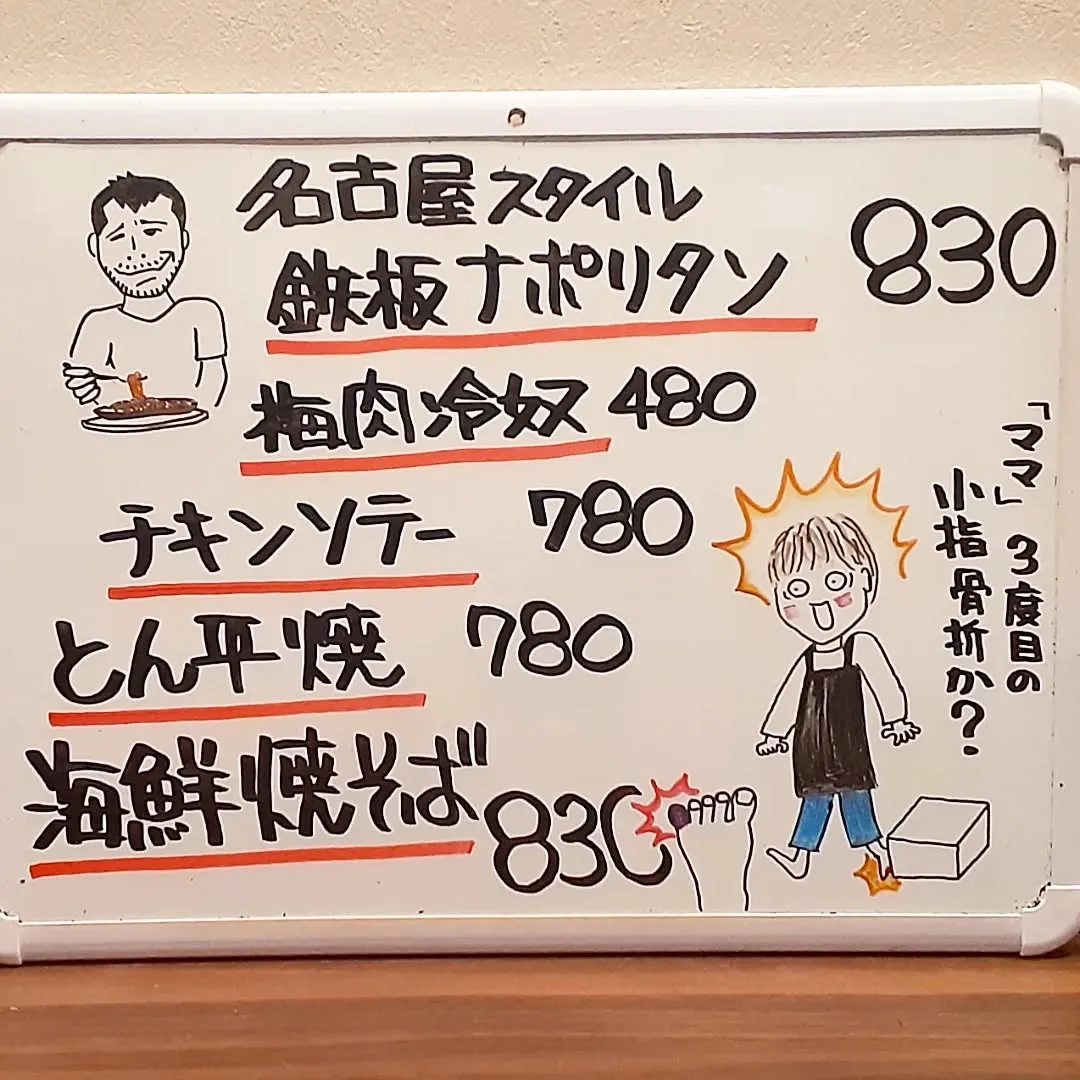 名古屋スタイル
鉄板ナポリタン 830
梅肉冷奴 480
チキンソテー 780
とん平焼 780
海鮮焼そば 830
「ママ」3度目の
小指骨折か?